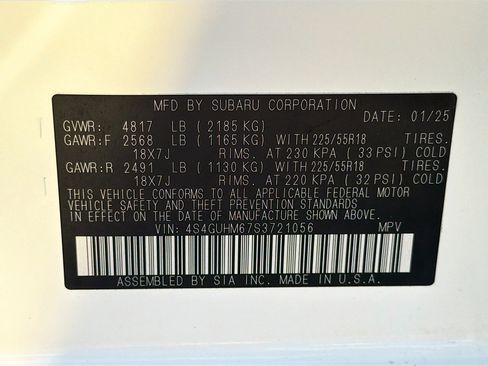 MFD BY SUBARU CORPORATION
DATE: 01/25
GVWR: 4817 LB ( 2185 KG)
GAWR:F 2568 LB ( 1165 KG) WITH 225/55R18 TIRES.
18X7J RIMS. AT 230 KPA ( 33 PSI) COLD
GAWR:R 2491 LB ( 1130 KG) WITH 225/55R18 TIRES.
18X7J RIMS. AT 220 KPA ( 32 PSI) COLD
THIS VEHICLE CONFORMS TO ALL APPLICABLE FEDERAL MOTOR
VEHICLE SAFETY AND THEFT PREVENTION STANDARDS
IN EFFECT ON THE DATE OF MANUFACTURE SHOWN ABOVE.
VIN: 4S4GUHM67S3721056 MPV
ASSEMBLED BY SIA INC. MADE IN U.S.A.